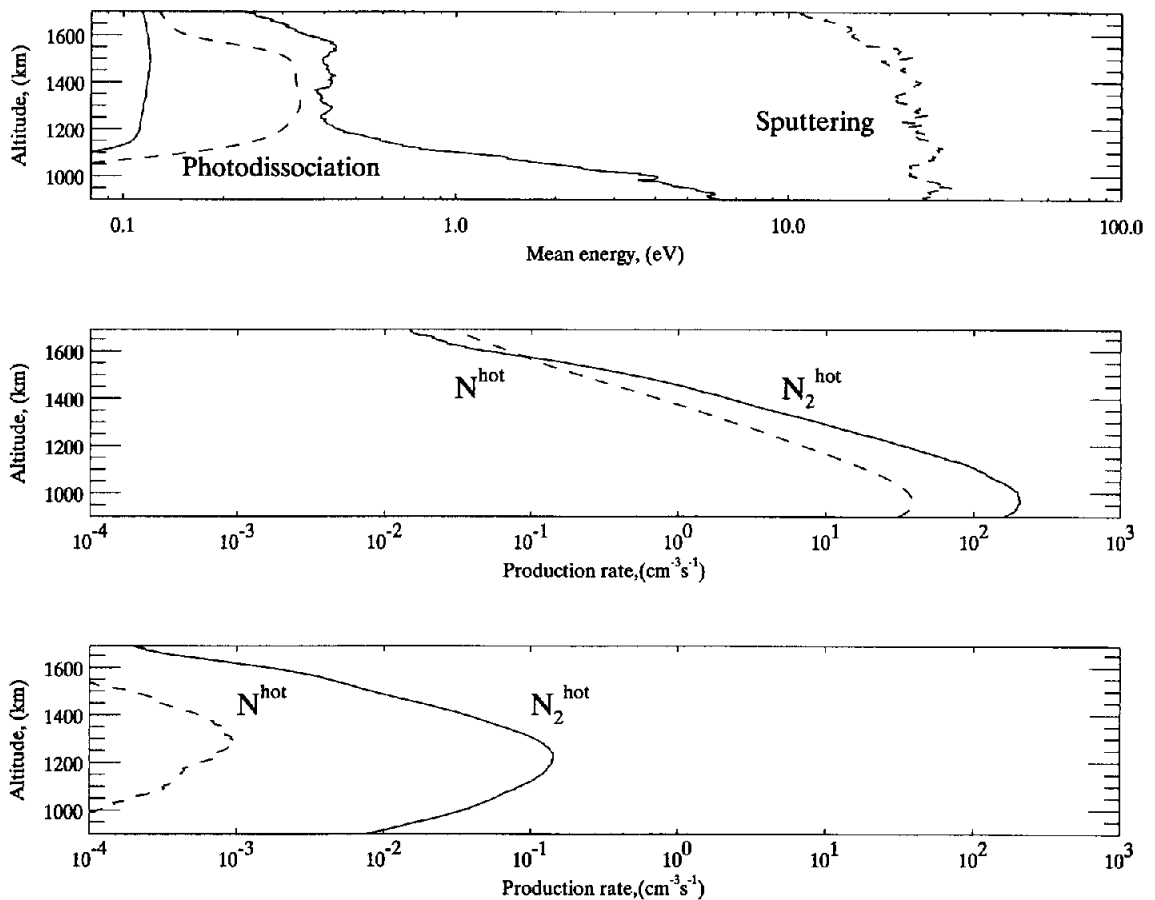 1600
1400
1200
1000
Altitude, (km)
Sputtering
Photodissociation
0.1 1.0 10.0 100.0
Mean energy, (eV)
1600
1400
1200
1000
Altitude, (km)
N^hot
N_2^hot
10^-4 10^-3 10^-2 10^-1 10^0 10^1 10^2 10^3
Production rate,(cm^-3s^-1)
1600
1400
1200
1000
Altitude, (km)
N^hot
N_2^hot
10^-4 10^-3 10^-2 10^-1 10^0 10^1 10^2 10^3
Production rate,(cm^-3s^-1)